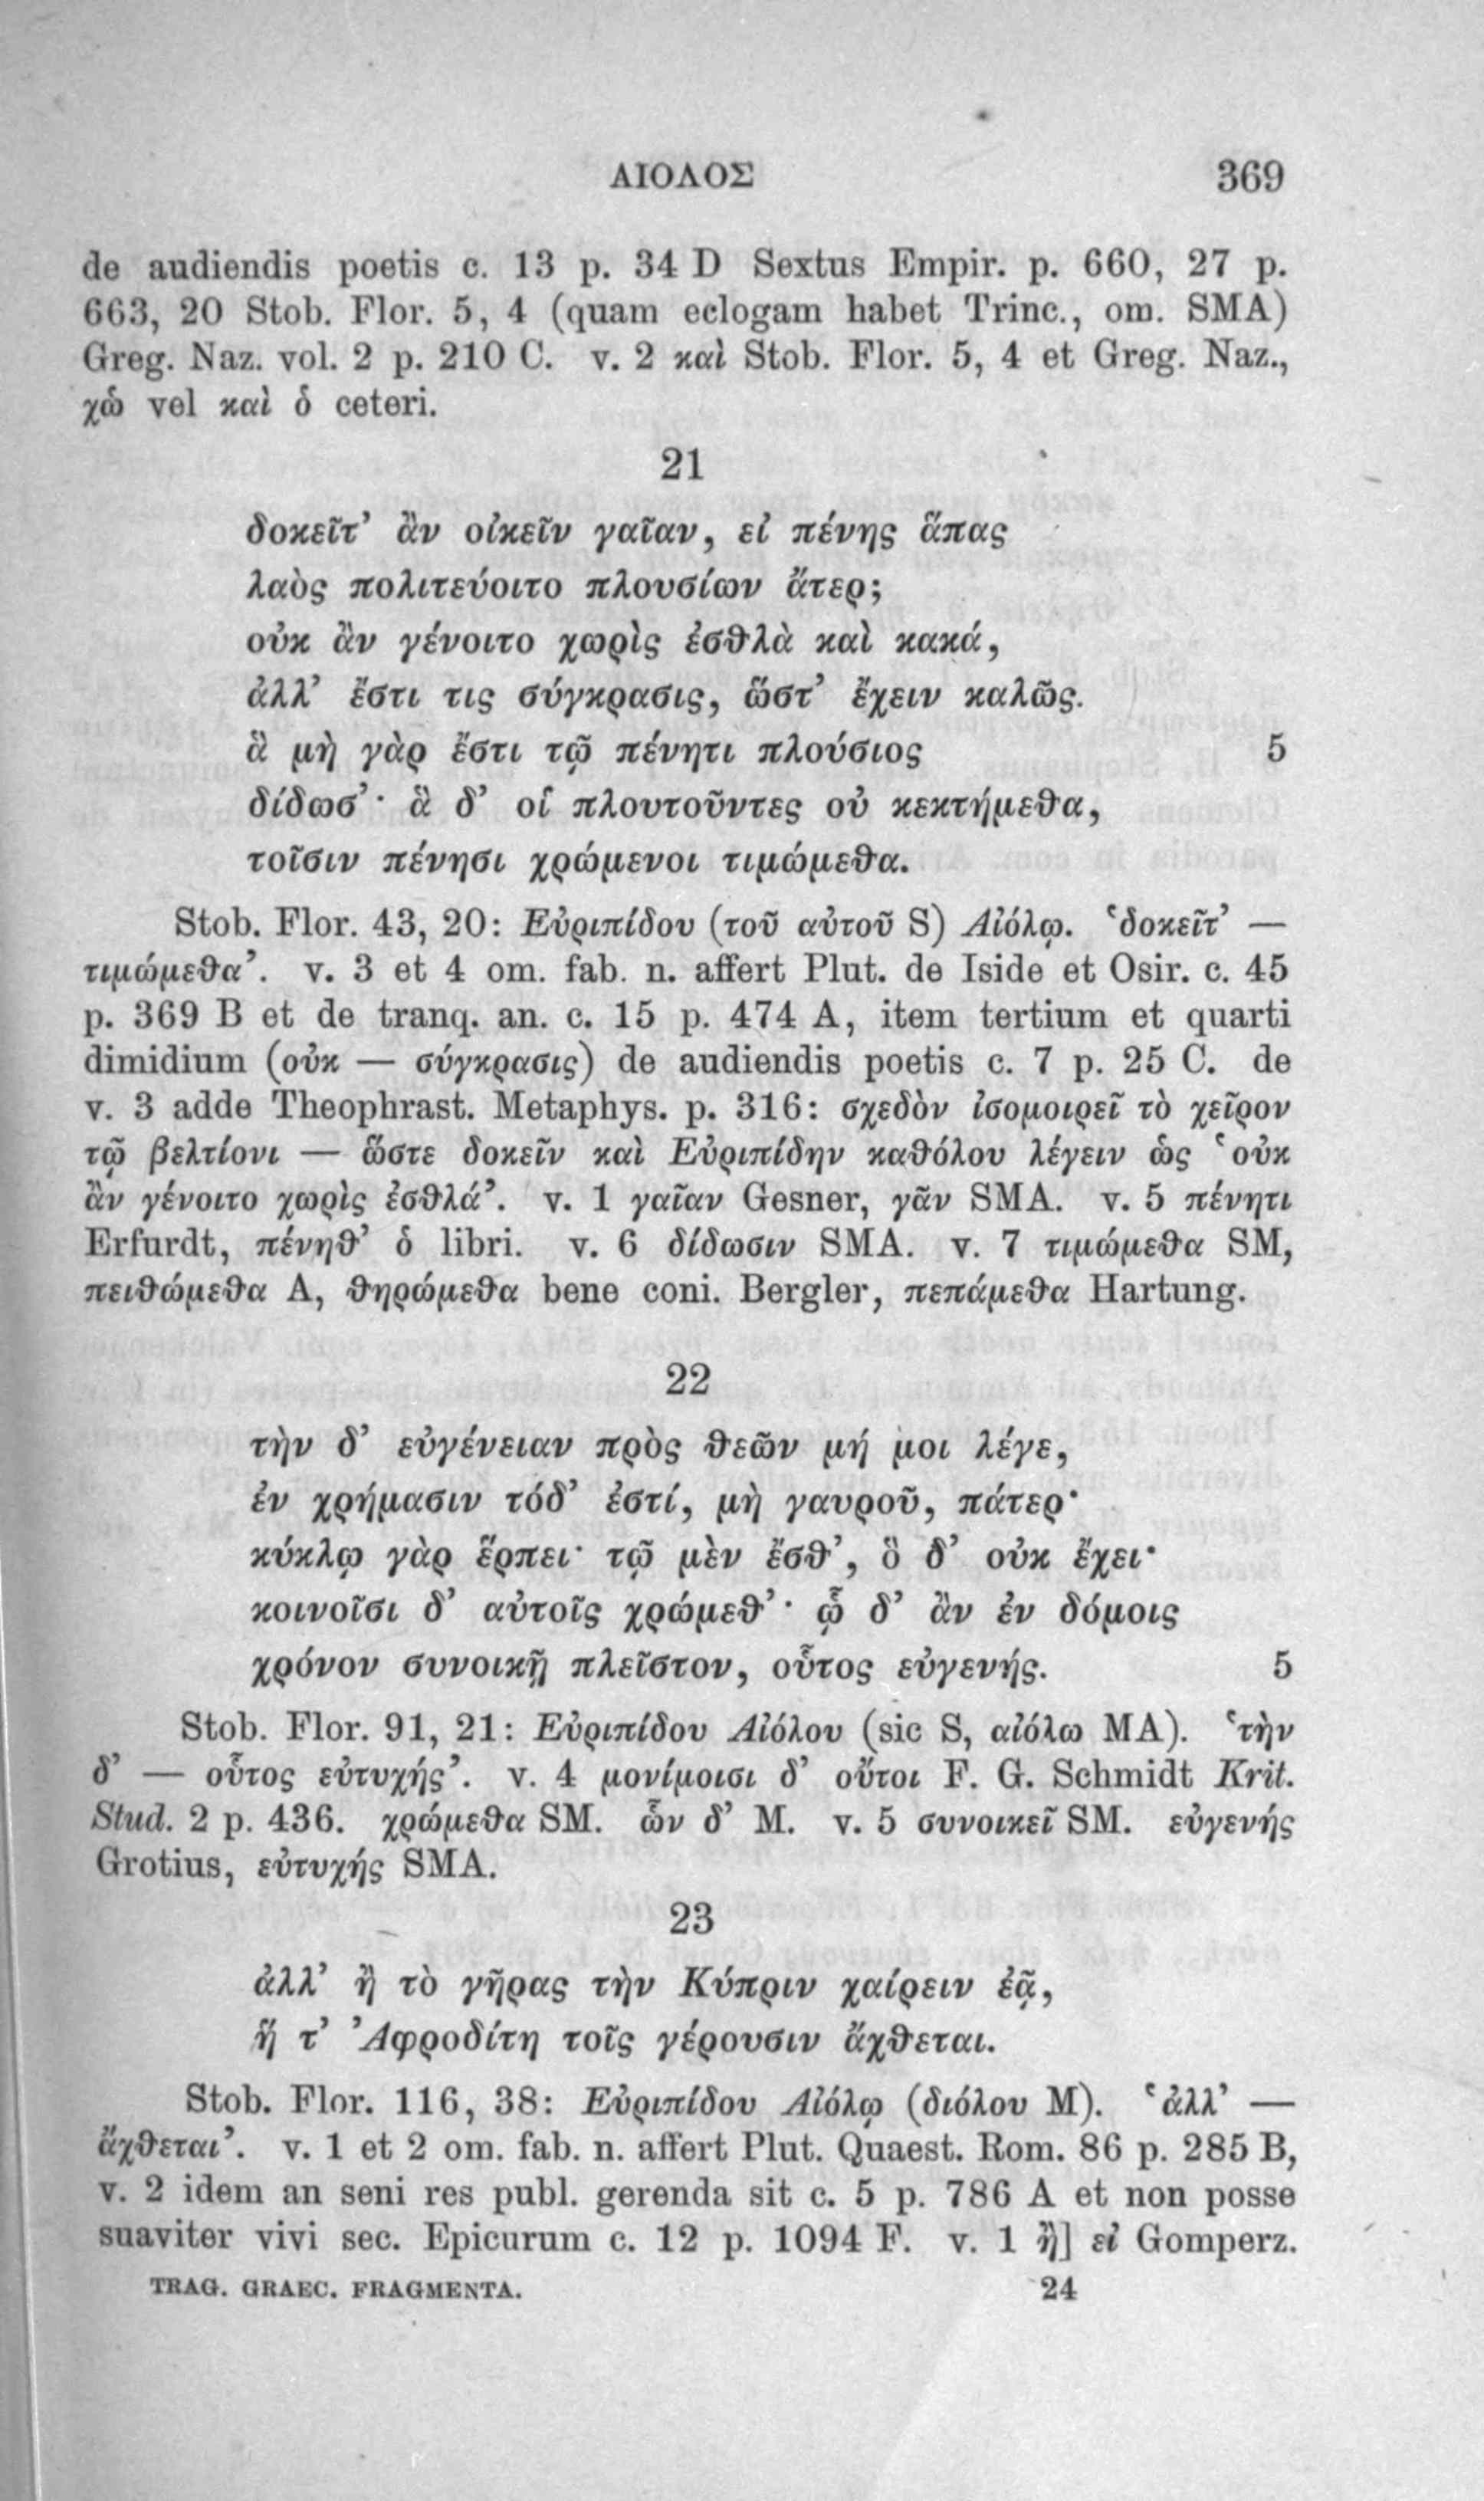 ΑΙΟΛΟΣ 369
de audiendis poetis c. 13 p. 34 D Sextus Empir. p. 660, 27 p.
663, 20 Stob. Flor. 5, 4 (quam eclogam habet Trinc., om. SMA)
Greg. Naz. vol. 2 p. 210 C. v. 2 καὶ Stob. Flor. 5, 4 et Greg. Naz.,
χὠ vel καὶ ὁ ceteri.
21
δοκεῖτ’ ἂν οἰκεῖν γαῖαν, εἰ πένης ἅπας
λαὸς πολιτεύοιτο πλουσίων ἄτερ;
οὐκ ἂν γένοιτο χωρὶς ἐσθλὰ καὶ κακά,
ἀλλ’ ἔστι τις σύγκρασις, ὥστ’ ἔχειν καλῶς.
ἃ μὴ γὰρ ἔστι τῷ πένητι πλούσιος 5
δίδωσ’· ἃ δ’ οἱ πλουτοῦντες οὐ κεκτήμεθα,
τοῖσιν πένησι χρώμενοι τιμώμεθα.
Stob. Flor. 43, 20: Εὐριπίδου (τοῦ αὐτοῦ S) Αἰόλῳ. ‘δοκεῖτ’ —
τιμώμεθα’. v. 3 et 4 om. fab. n. affert Plut. de Iside et Osir. c. 45
p. 369 B et de tranq. an. c. 15 p. 474 A, item tertium et quarti
dimidium (οὐκ — σύγκρασις) de audiendis poetis c. 7 p. 25 C. de
v. 3 adde Theophrast. Metaphys. p. 316: σχεδὸν ἰσομοιρεῖ τὸ χεῖρον
τῷ βελτίονι — ὥστε δοκεῖν καὶ Εὐριπίδην καθόλου λέγειν ὡς ‘οὐκ
ἂν γένοιτο χωρὶς ἐσθλά’. v. 1 γαῖαν Gesner, γᾶν SMA. v. 5 πένητι
Erfurdt, πένηθ’ ὁ libri. v. 6 δίδωσιν SMA. v. 7 τιμώμεθα SM,
πειθώμεθα A, θηρώμεθα bene coni. Bergler, πεπάμεθα Hartung.
22
τὴν δ’ εὐγένειαν πρὸς θεῶν μή μοι λέγε,
ἐν χρήμασιν τόδ’ ἐστί, μὴ γαυροῦ, πάτερ·
κύκλῳ γὰρ ἕρπει· τῷ μὲν ἔσθ’, ὃ δ’ οὐκ ἔχει·
κοινοῖσι δ’ αὐτοῖς χρώμεθ’· ᾧ δ’ ἂν ἐν δόμοις
χρόνον συνοικῇ πλεῖστον, οὗτος εὐγενής. 5
Stob. Flor. 91, 21: Εὐριπίδου Αἰόλου (sic S, αἰόλω MA). ‘τὴν
δ’ — οὗτος εὐτυχής’. v. 4 μονίμοισι δ’ οὔτοι F. G. Schmidt Krit.
Stud. 2 p. 436. χρώμεθα SM. ὧν δ’ M. v. 5 συνοικεῖ SM. εὐγενής
Grotius, εὐτυχής SMA.
23
ἀλλ’ ἢ τὸ γῆρας τὴν Κύπριν χαίρειν ἐᾷ,
ἥ τ’ Ἀφροδίτη τοῖς γέρουσιν ἄχθεται.
Stob. Flor. 116, 38: Εὐριπίδου Αἰόλῳ (διόλου M). ‘ἀλλ’ —
ἄχθεται’. v. 1 et 2 om. fab. n. affert Plut. Quaest. Rom. 86 p. 285 B,
v. 2 idem an seni res publ. gerenda sit c. 5 p. 786 A et non posse
suaviter vivi sec. Epicurum c. 12 p. 1094 F. v. 1 ἢ] εἰ Gomperz.
TRAG. GRAEC. FRAGMENTA. 24